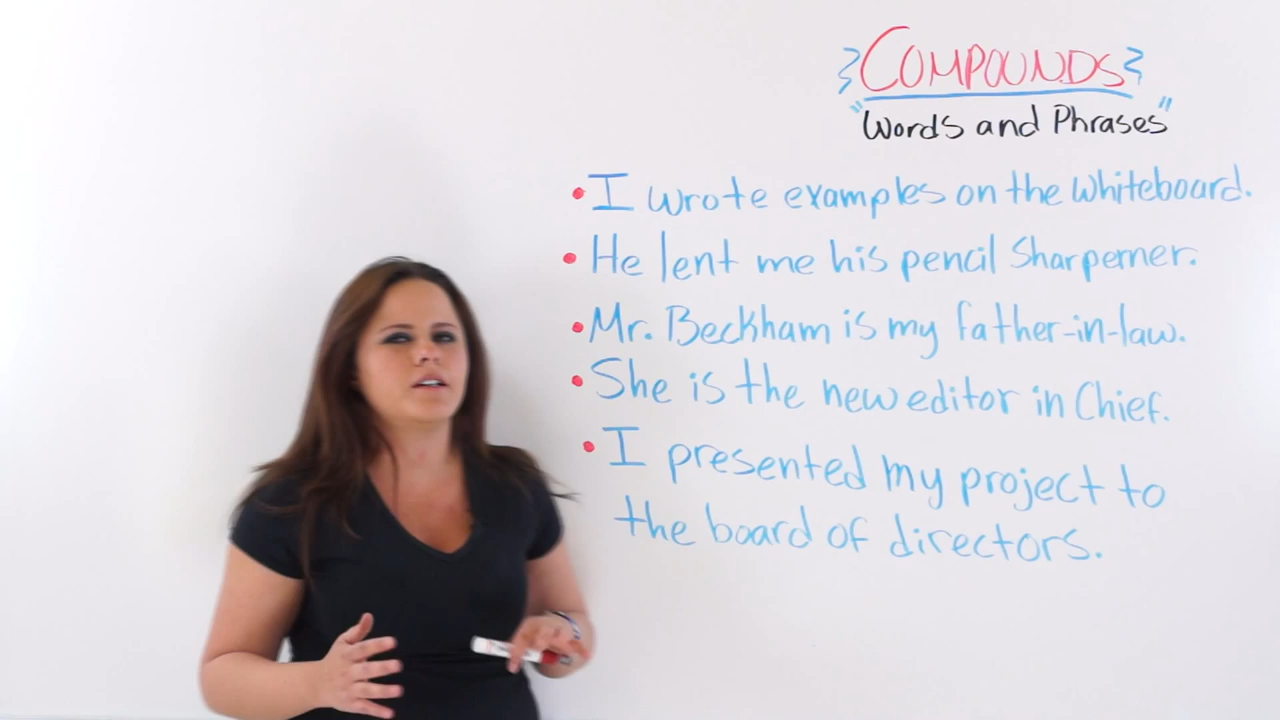 COMPOUNDS
"Words and Phrases"
• I wrote examples on the whiteboard.
• He lent me his pencil Sharperner.
• Mr. Beckham is my father-in-law.
• She is the new editor in Chief.
• I presented my project to
the board of directors.